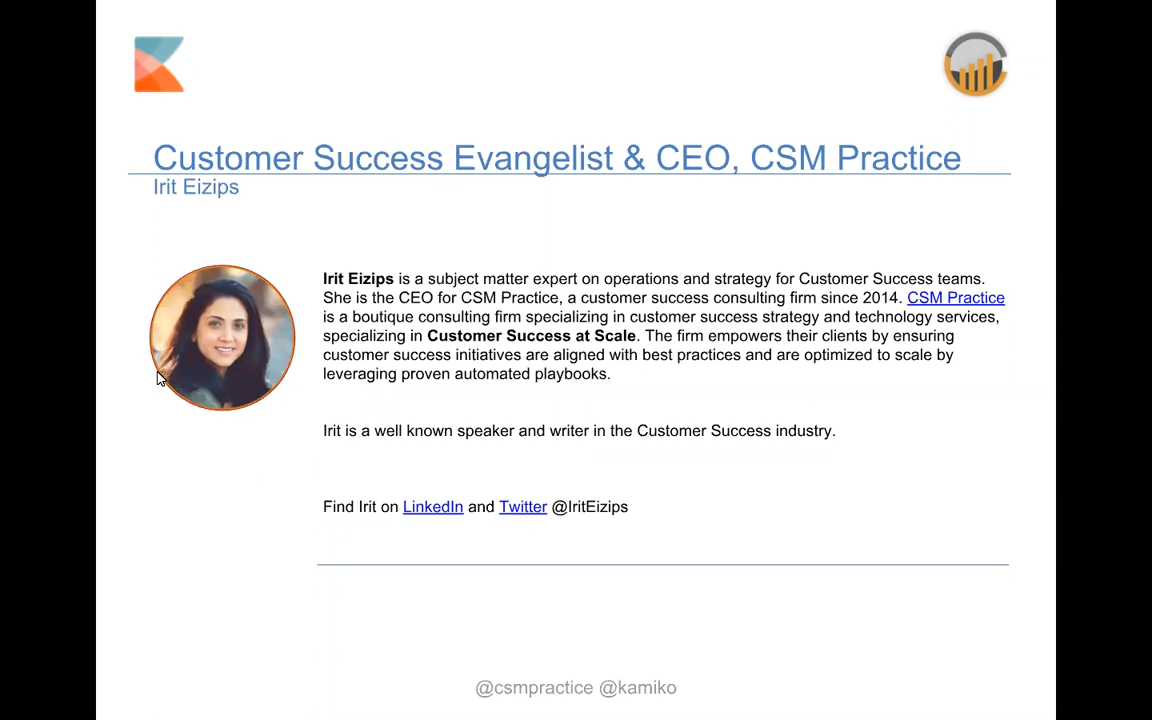 Customer Success Evangelist & CEO, CSM Practice
Irit Eizips
Irit Eizips is a subject matter expert on operations and strategy for Customer Success teams.
She is the CEO for CSM Practice, a customer success consulting firm since 2014. CSM Practice
is a boutique consulting firm specializing in customer success strategy and technology services,
specializing in Customer Success at Scale. The firm empowers their clients by ensuring
customer success initiatives are aligned with best practices and are optimized to scale by
leveraging proven automated playbooks.
Irit is a well known speaker and writer in the Customer Success industry.
Find Irit on LinkedIn and Twitter @IritEizips
@csmpractice @kamiko